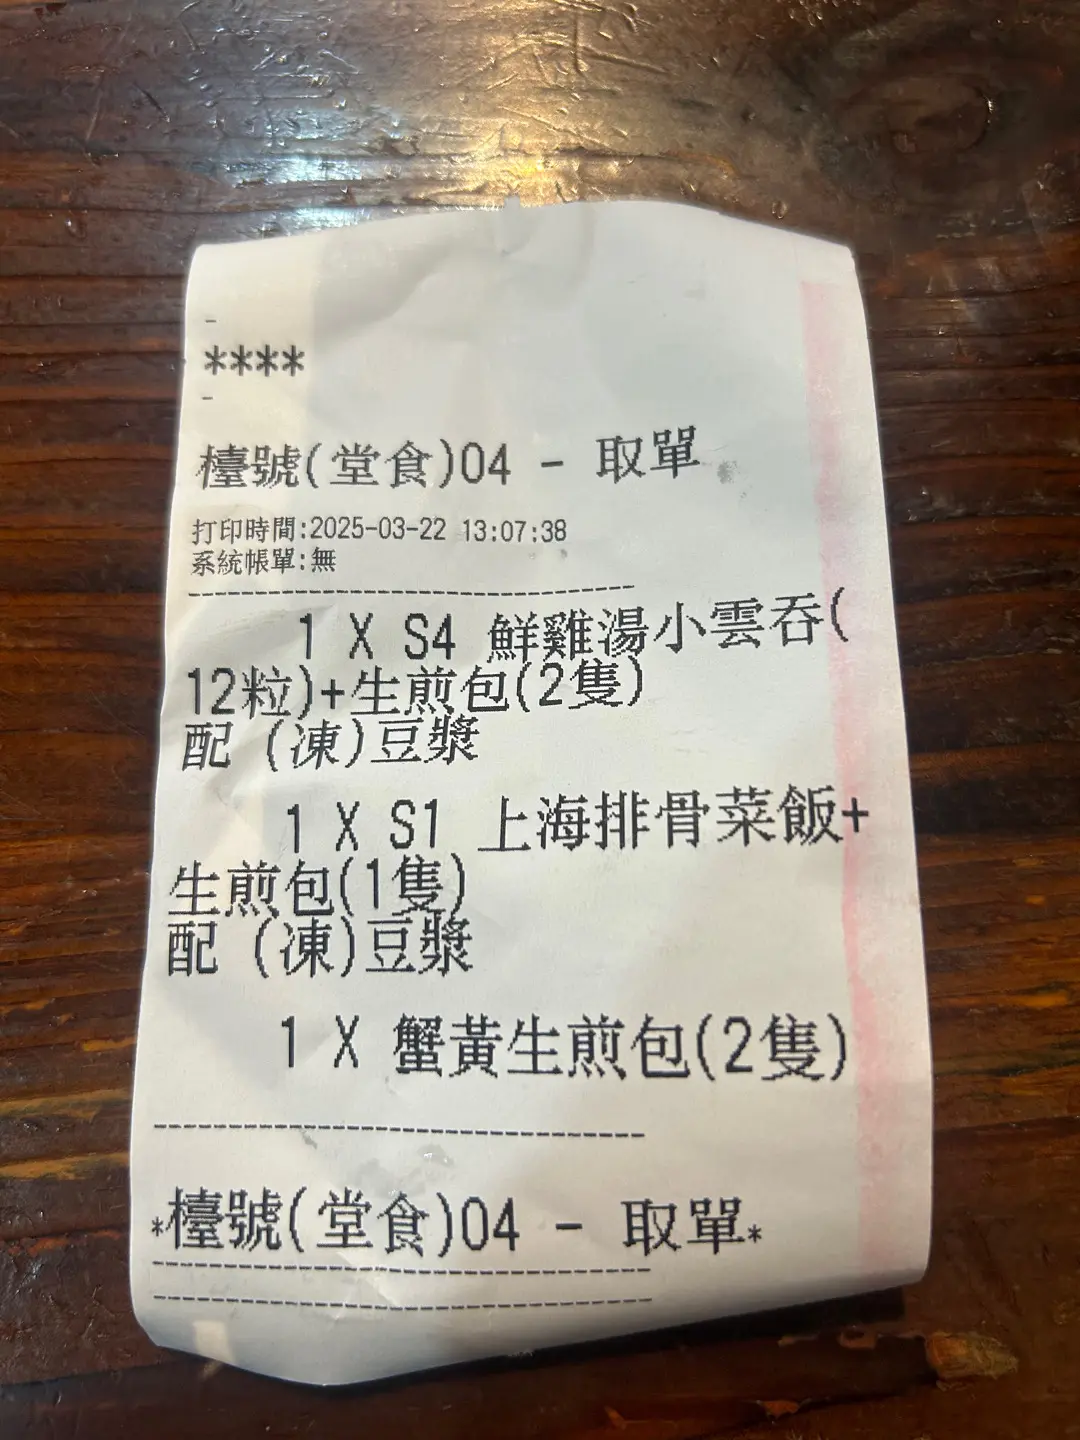 -
****
-
檯號(堂食)04 - 取單
打印時間:2025-03-22 13:07:38
系統帳單:無
1 X S4 鮮雞湯小雲吞(
12粒)+生煎包(2隻)
配 (凍)豆漿
1 X S1 上海排骨菜飯+
生煎包(1隻)
配 (凍)豆漿
1 X 蟹黃生煎包(2隻)
*檯號(堂食)04 - 取單*